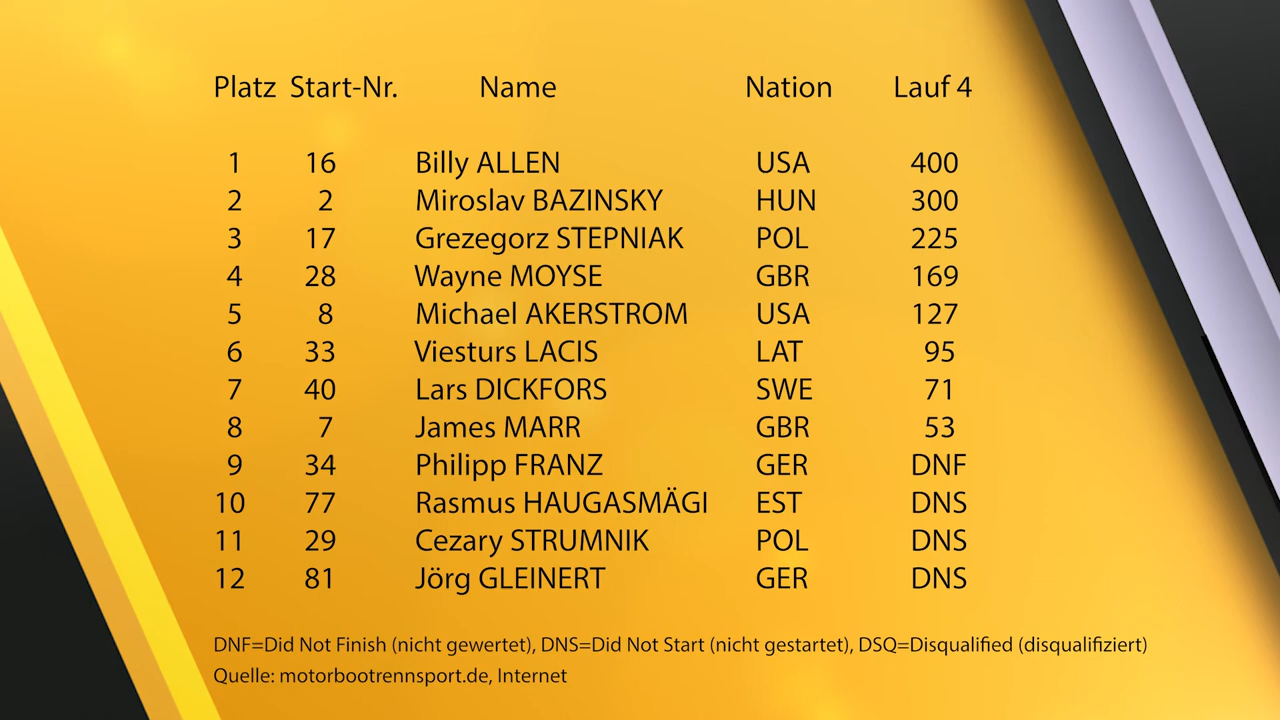 Platz Start-Nr. Name Nation Lauf 4
1 16 Billy ALLEN USA 400
2 2 Miroslav BAZINSKY HUN 300
3 17 Grezegorz STEPNIAK POL 225
4 28 Wayne MOYSE GBR 169
5 8 Michael AKERSTROM USA 127
6 33 Viesturs LACIS LAT 95
7 40 Lars DICKFORS SWE 71
8 7 James MARR GBR 53
9 34 Philipp FRANZ GER DNF
10 77 Rasmus HAUGASMÄGI EST DNS
11 29 Cezary STRUMNIK POL DNS
12 81 Jörg GLEINERT GER DNS
DNF=Did Not Finish (nicht gewertet), DNS=Did Not Start (nicht gestartet), DSQ=Disqualified (disqualifiziert)
Quelle: motorbootrennsport.de, Internet